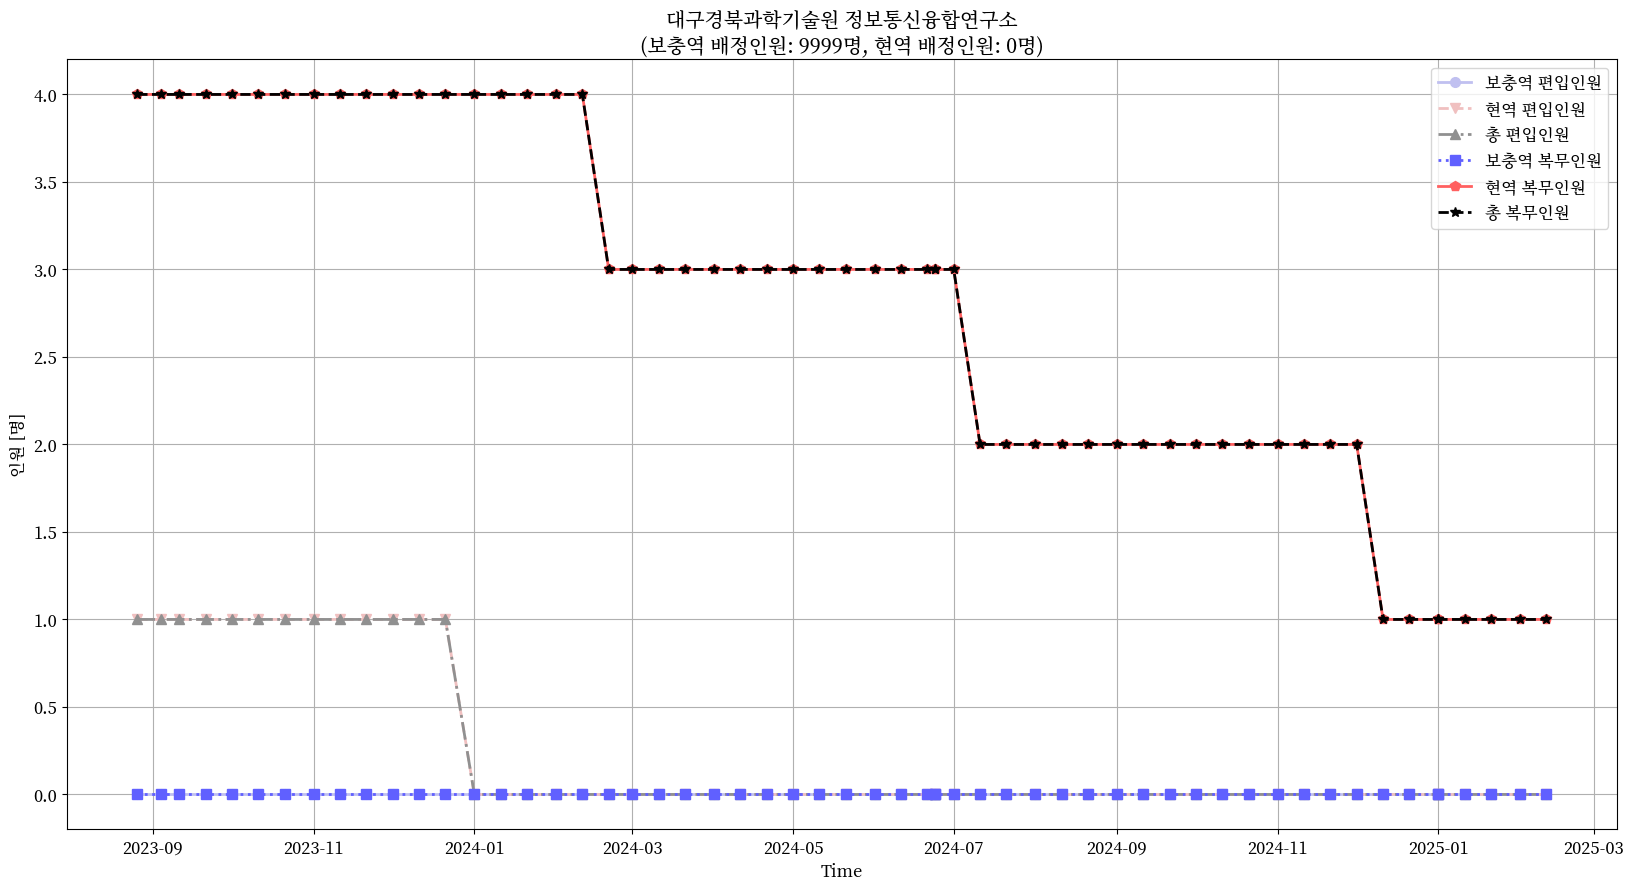 대구경북과학기술원 정보통신융합연구소
(보충역 배정인원: 9999명, 현역 배정인원: 0명)
보충역 편입인원
현역 편입인원
총 편입인원
보충역 복무인원
현역 복무인원
총 복무인원
4.0
3.5
3.0
2.5
2.0
1.5
1.0
0.5
0.0
인원 [명]
2023-09 2023-11 2024-01 2024-03 2024-05 2024-07 2024-09 2024-11 2025-01 2025-03
Time